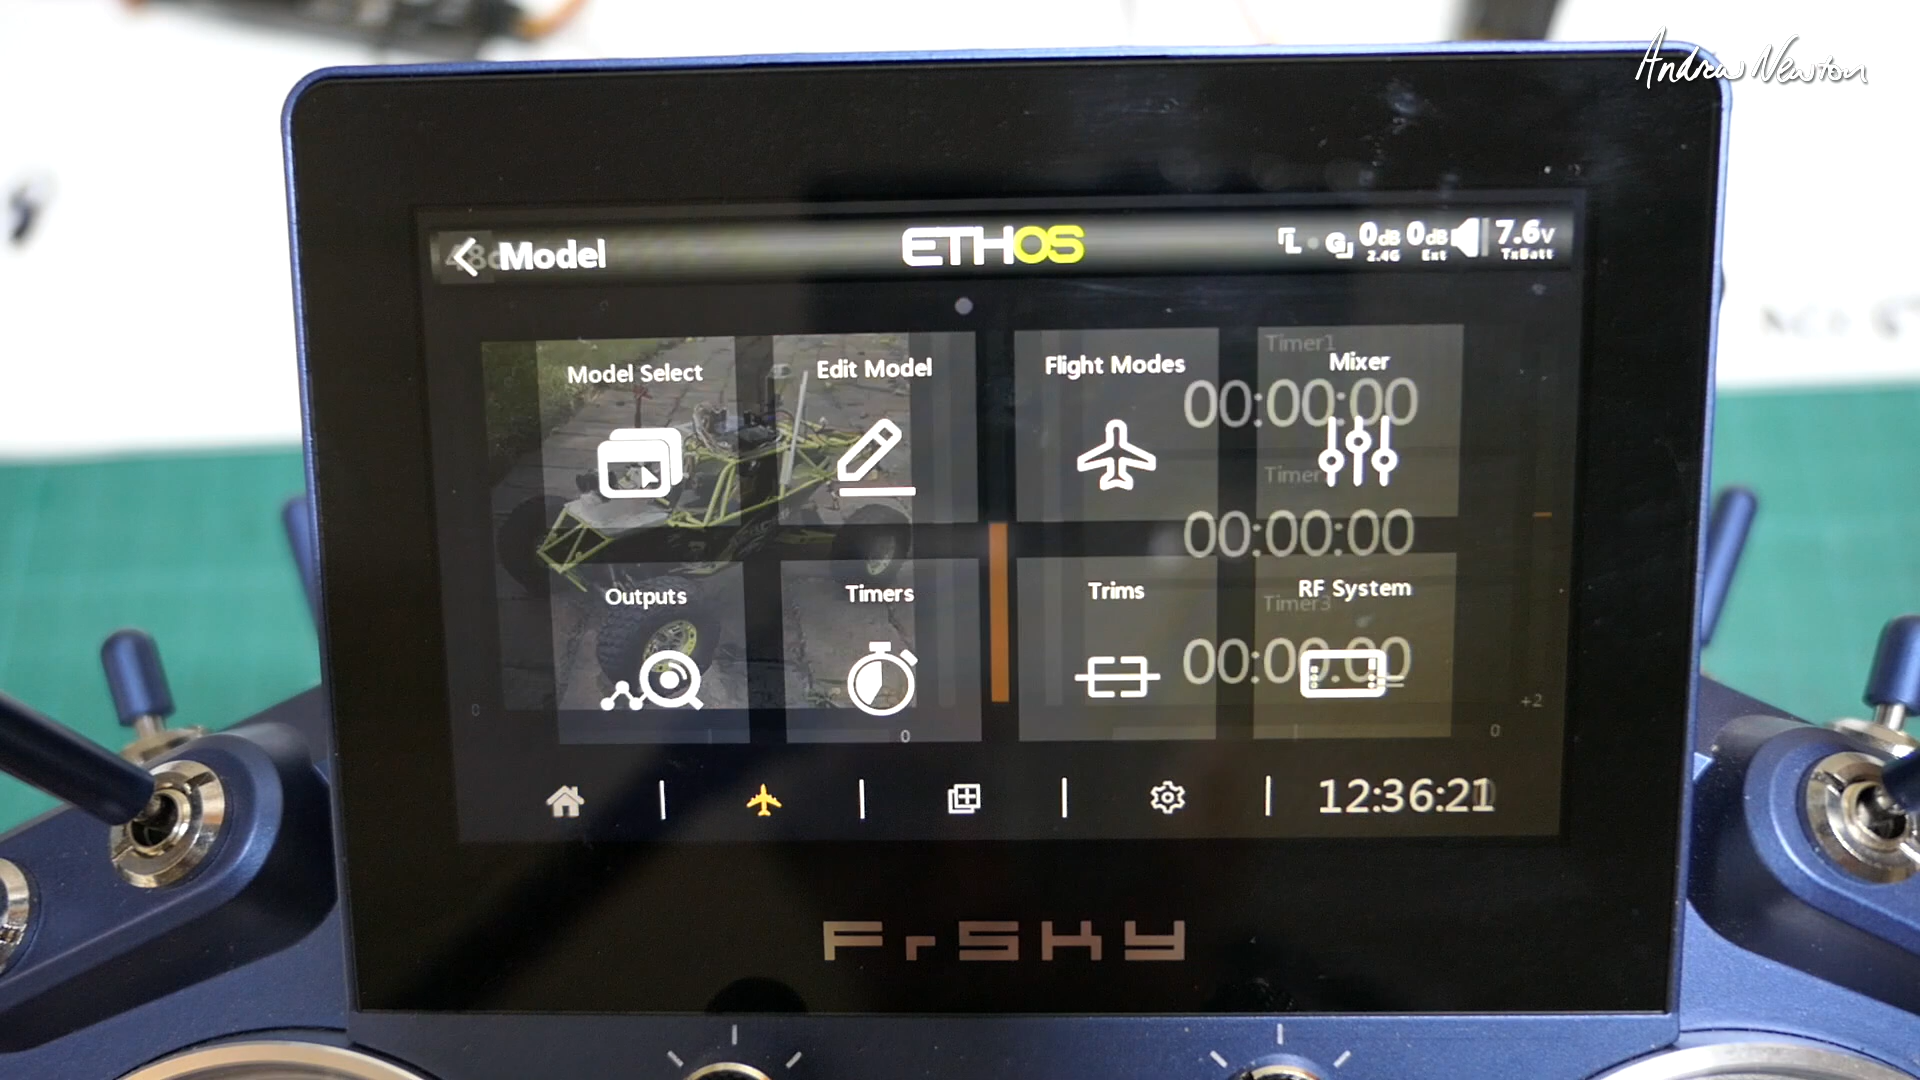 Andrew Newton
Model
ETHOS
L G 0dB 2.4G 0dB Ext 7.6V TxBatt
Model Select
Edit Model
Flight Modes
Timer1
Mixer
00:00:00
Timer
00:00:00
Outputs
Timers
Trims
RF System
Timer3
00:00:00
0
0
0
+2
12:36:21
FrSKY